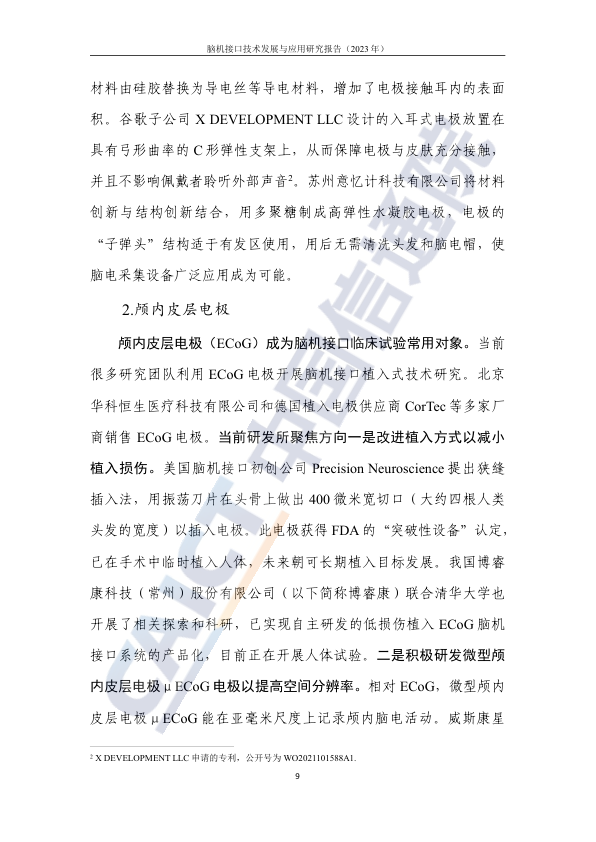 脑机接口技术发展与应用研究报告（2023 年）
材料由硅胶替换为导电丝等导电材料，增加了电极接触耳内的表面
积。谷歌子公司 X DEVELOPMENT LLC 设计的入耳式电极放置在
具有弓形曲率的 C 形弹性支架上，从而保障电极与皮肤充分接触，
并且不影响佩戴者聆听外部声音²。苏州意忆计科技有限公司将材料
创新与结构创新结合，用多聚糖制成高弹性水凝胶电极，电极的
“子弹头”结构适于有发区使用，用后无需清洗头发和脑电帽，使
脑电采集设备广泛应用成为可能。
2.颅内皮层电极
颅内皮层电极（ECoG）成为脑机接口临床试验常用对象。当前
很多研究团队利用 ECoG 电极开展脑机接口植入式技术研究。北京
华科恒生医疗科技有限公司和德国植入电极供应商 CorTec 等多家厂
商销售 ECoG 电极。当前研发所聚焦方向一是改进植入方式以减小
植入损伤。美国脑机接口初创公司 Precision Neuroscience 提出狭缝
插入法，用振荡刀片在头骨上做出 400 微米宽切口（大约四根人类
头发的宽度）以插入电极。此电极获得 FDA 的“突破性设备”认定，
已在手术中临时植入人体，未来朝可长期植入目标发展。我国博睿
康科技（常州）股份有限公司（以下简称博睿康）联合清华大学也
开展了相关探索和科研，已实现自主研发的低损伤植入 ECoG 脑机
接口系统的产品化，目前正在开展人体试验。二是积极研发微型颅
内皮层电极 μ ECoG 电极以提高空间分辨率。相对 ECoG，微型颅内
皮层电极 μ ECoG 能在亚毫米尺度上记录颅内脑电活动。威斯康星
² X DEVELOPMENT LLC 申请的专利，公开号为 WO2021101588A1.
9
CAICT 中国信通院